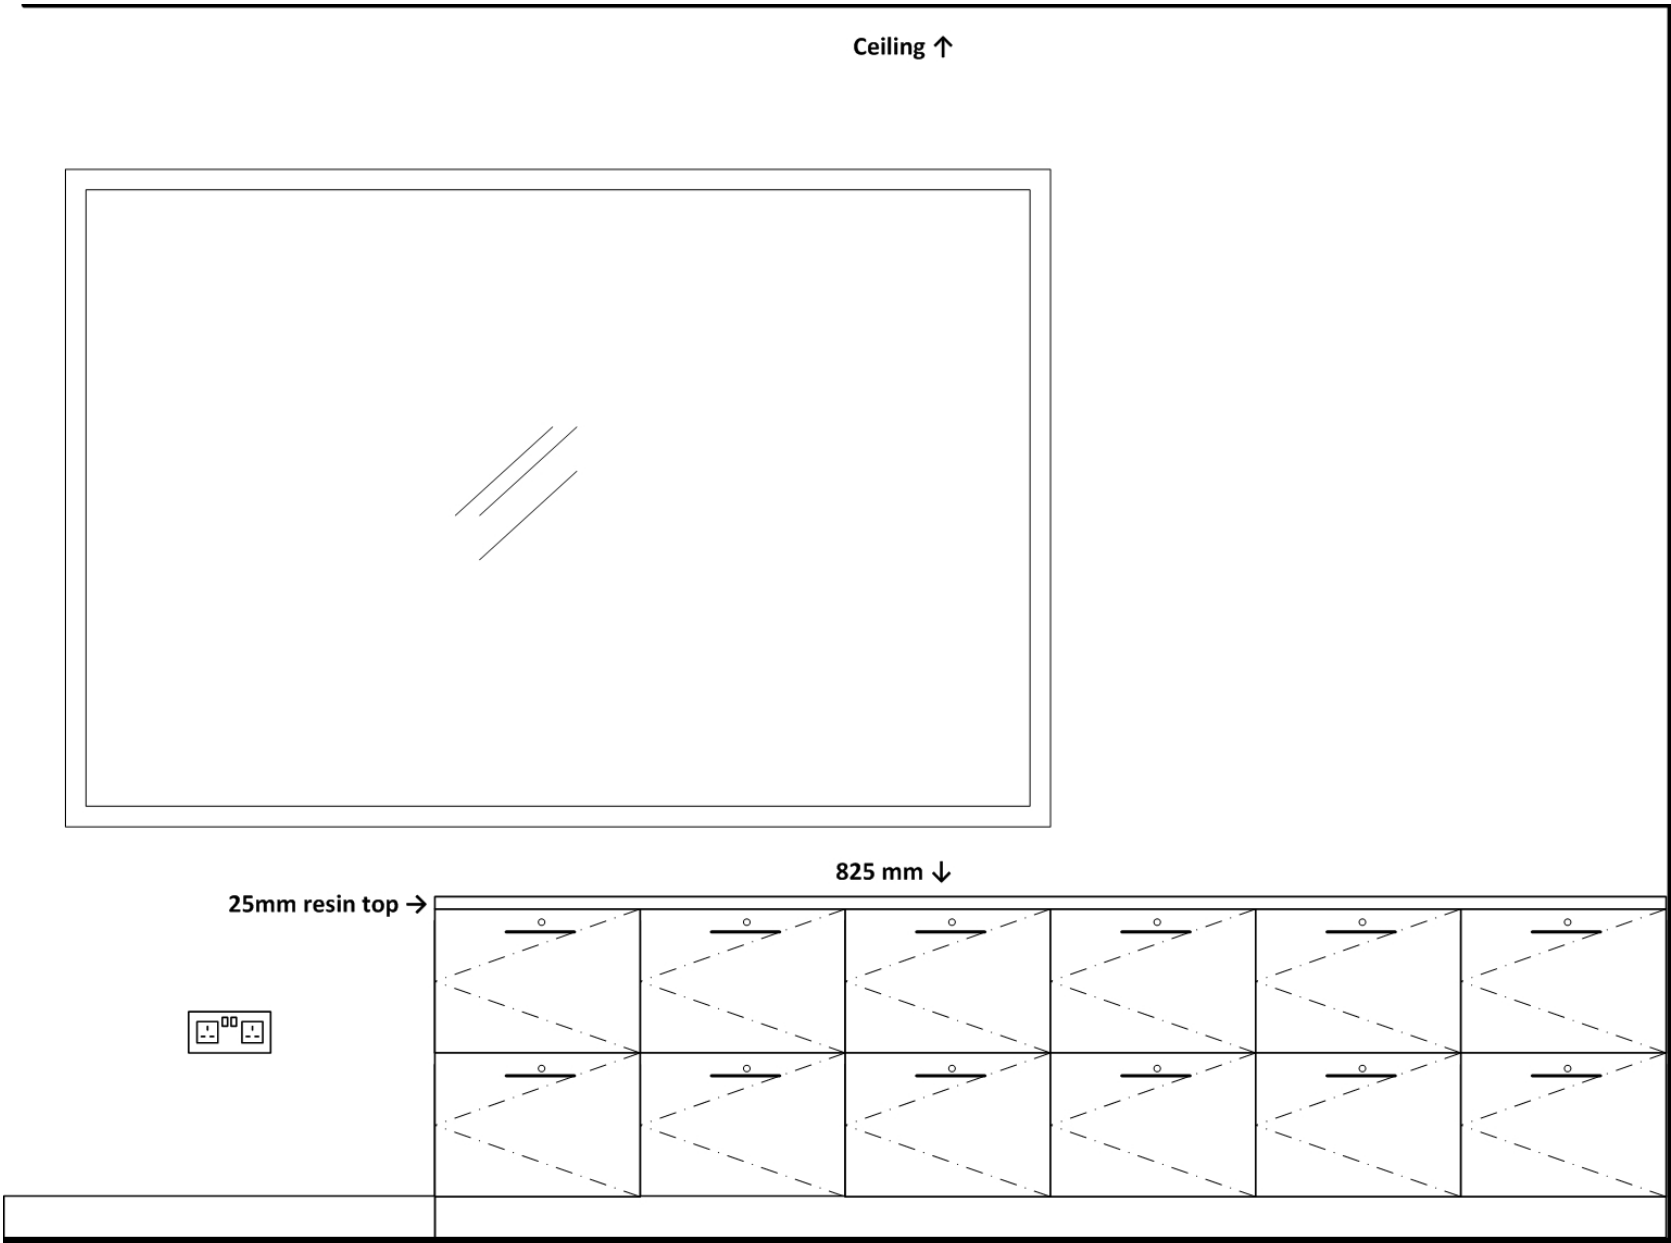 Ceiling ↑
825 mm ↓
25mm resin top →